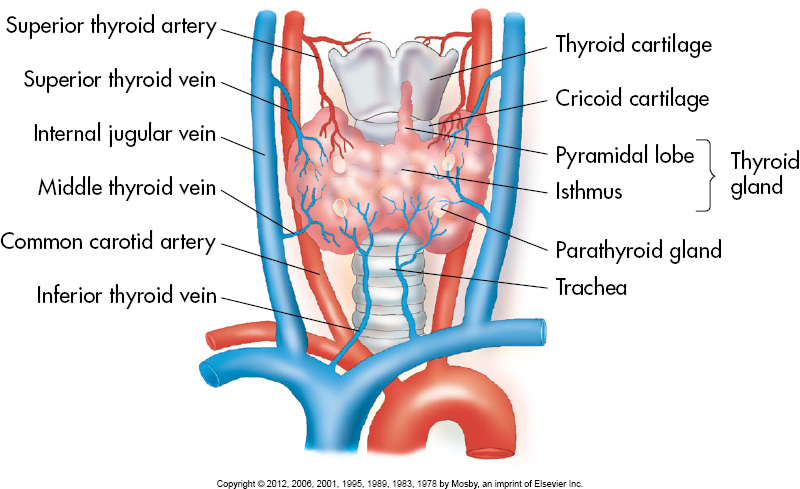 Superior thyroid artery
Superior thyroid vein
Internal jugular vein
Middle thyroid vein
Common carotid artery
Inferior thyroid vein
Thyroid cartilage
Cricoid cartilage
Pyramidal lobe
Isthmus
Thyroid
gland
Parathyroid gland
Trachea
Copyright © 2012, 2006, 2001, 1995, 1989, 1983, 1978 by Mosby, an imprint of Elsevier Inc.